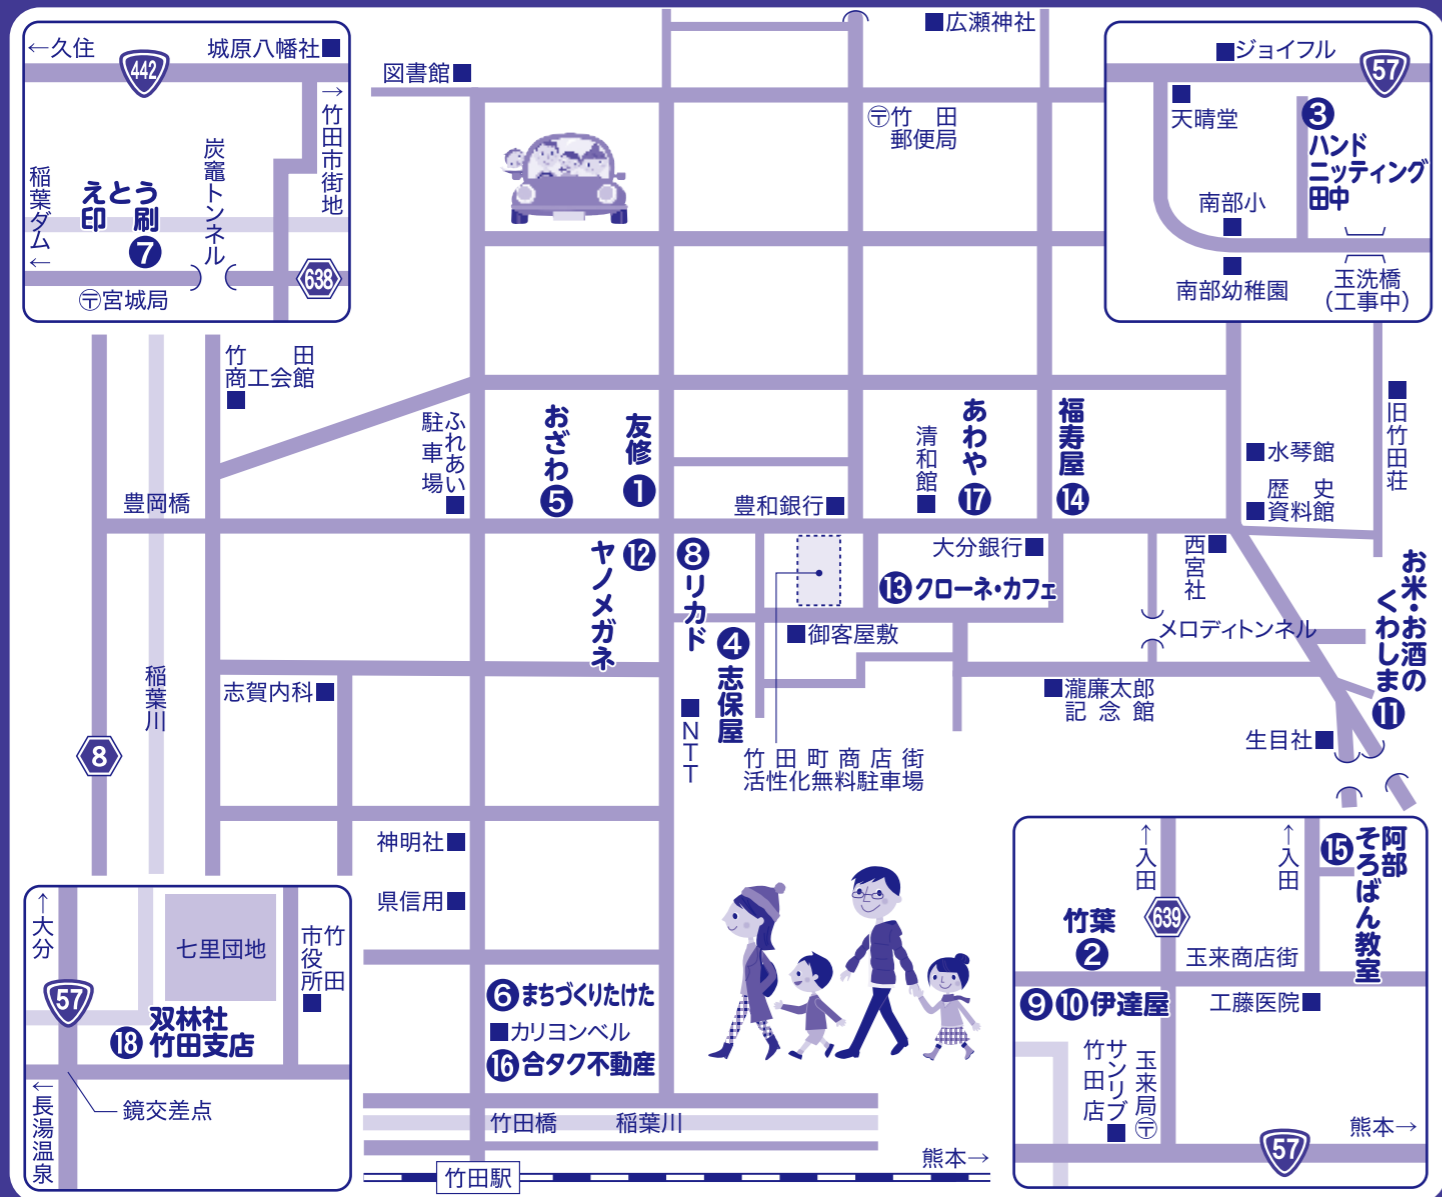 ←久住
442
城原八幡社
→竹田市街地
炭竈トンネル
稲葉ダム←
えとう
印刷
7
638
〒宮城局
図書館
広瀬神社
〒竹田
郵便局
ジョイフル
57
天晴堂
3
ハンド
ニッティング
田中
南部小
南部幼稚園
玉洗橋
(工事中)
竹田
商工会館
ふれあい
駐車場
おざわ
5
友修
1
清和館
あわや
17
福寿屋
14
水琴館
歴史
資料館
旧竹田荘
豊岡橋
豊和銀行
ヤノメガネ
12
8
リカド
4
志保屋
NTT
大分銀行
13 クローネ・カフェ
西宮社
お米・お酒の
くわしま
11
御客屋敷
メロディトンネル
志賀内科
稲葉川
8
瀧廉太郎
記念館
生目社
竹田町商店街
活性化無料駐車場
神明社
県信用
←大分
57
七里団地
竹田
市役所
18
双林社
竹田支店
←長湯温泉
鏡交差点
6 まちづくりたけた
カリヨンベル
16 合タク不動産
竹田橋
稲葉川
熊本→
竹田駅
←入田
639
←入田
15
阿部
そろばん教室
竹葉
2
玉来商店街
9 10 伊達屋
工藤医院
サンリブ
竹田店
玉来局〒
57
熊本→